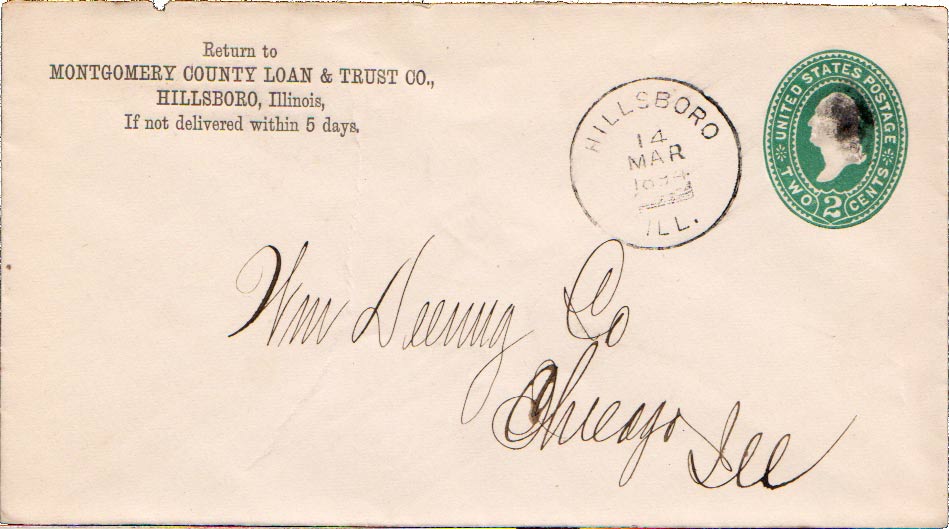 Return to
MONTGOMERY COUNTY LOAN & TRUST CO.,
HILLSBORO, Illinois,
If not delivered within 5 days.
HILLSBORO
14
MAR
1894
ILL.
UNITED STATES POSTAGE
TWO 2 CENTS
Wm Deering Co
Chicago Ill